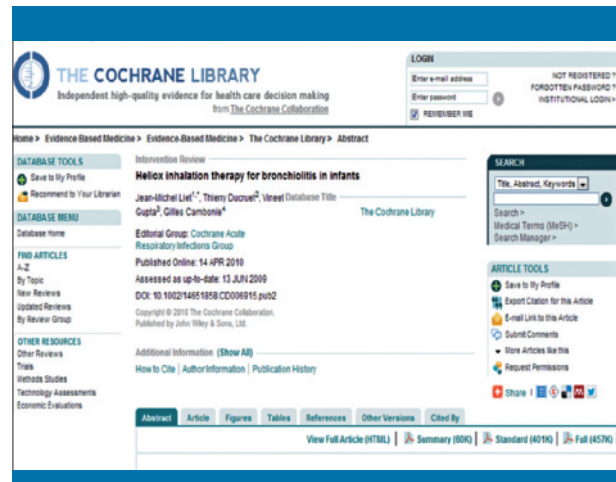 THE COCHRANE LIBRARY
Independent high-quality evidence for health care decision making
from The Cochrane Collaboration
LOGIN
Enter e-mail address
Enter password
REMEMBER ME
NOT REGISTERED ?
FORGOTTEN PASSWORD ?
INSTITUTIONAL LOGIN >
Home > Evidence Based Medicine > Evidence-Based Medicine > The Cochrane Library > Abstract
DATABASE TOOLS
Save to My Profile
Recommend to Your Librarian
DATABASE MENU
Database Home
FIND ARTICLES
A-Z
By Topic
New Reviews
Updated Reviews
By Review Group
OTHER RESOURCES
Other Reviews
Trials
Methods Studies
Technology Assessments
Economic Evaluations
Intervention Review
Heliox inhalation therapy for bronchiolitis in infants
Jean-Michel Liet1,*, Thierry Ducruet2, Vineet
Gupta3, Gilles Cambonie4
Database Title
The Cochrane Library
Editorial Group: Cochrane Acute
Respiratory Infections Group
Published Online: 14 APR 2010
Assessed as up-to-date: 13 JUN 2009
DOI: 10.1002/14651858.CD006915.pub2
Copyright © 2010 The Cochrane Collaboration.
Published by John Wiley & Sons, Ltd.
Additional Information (Show All)
How to Cite | Author Information | Publication History
Abstract Article Figures Tables References Other Versions Cited By
View Full Article (HTML) | Summary (60K) | Standard (401K) | Full (457K)
SEARCH
Title, Abstract, Keywords
Search >
Medical Terms (MeSH) >
Search Manager >
ARTICLE TOOLS
Save to My Profile
Export Citation for this Article
E-mail Link to this Article
Submit Comments
More Articles like this
Request Permissions
Share |